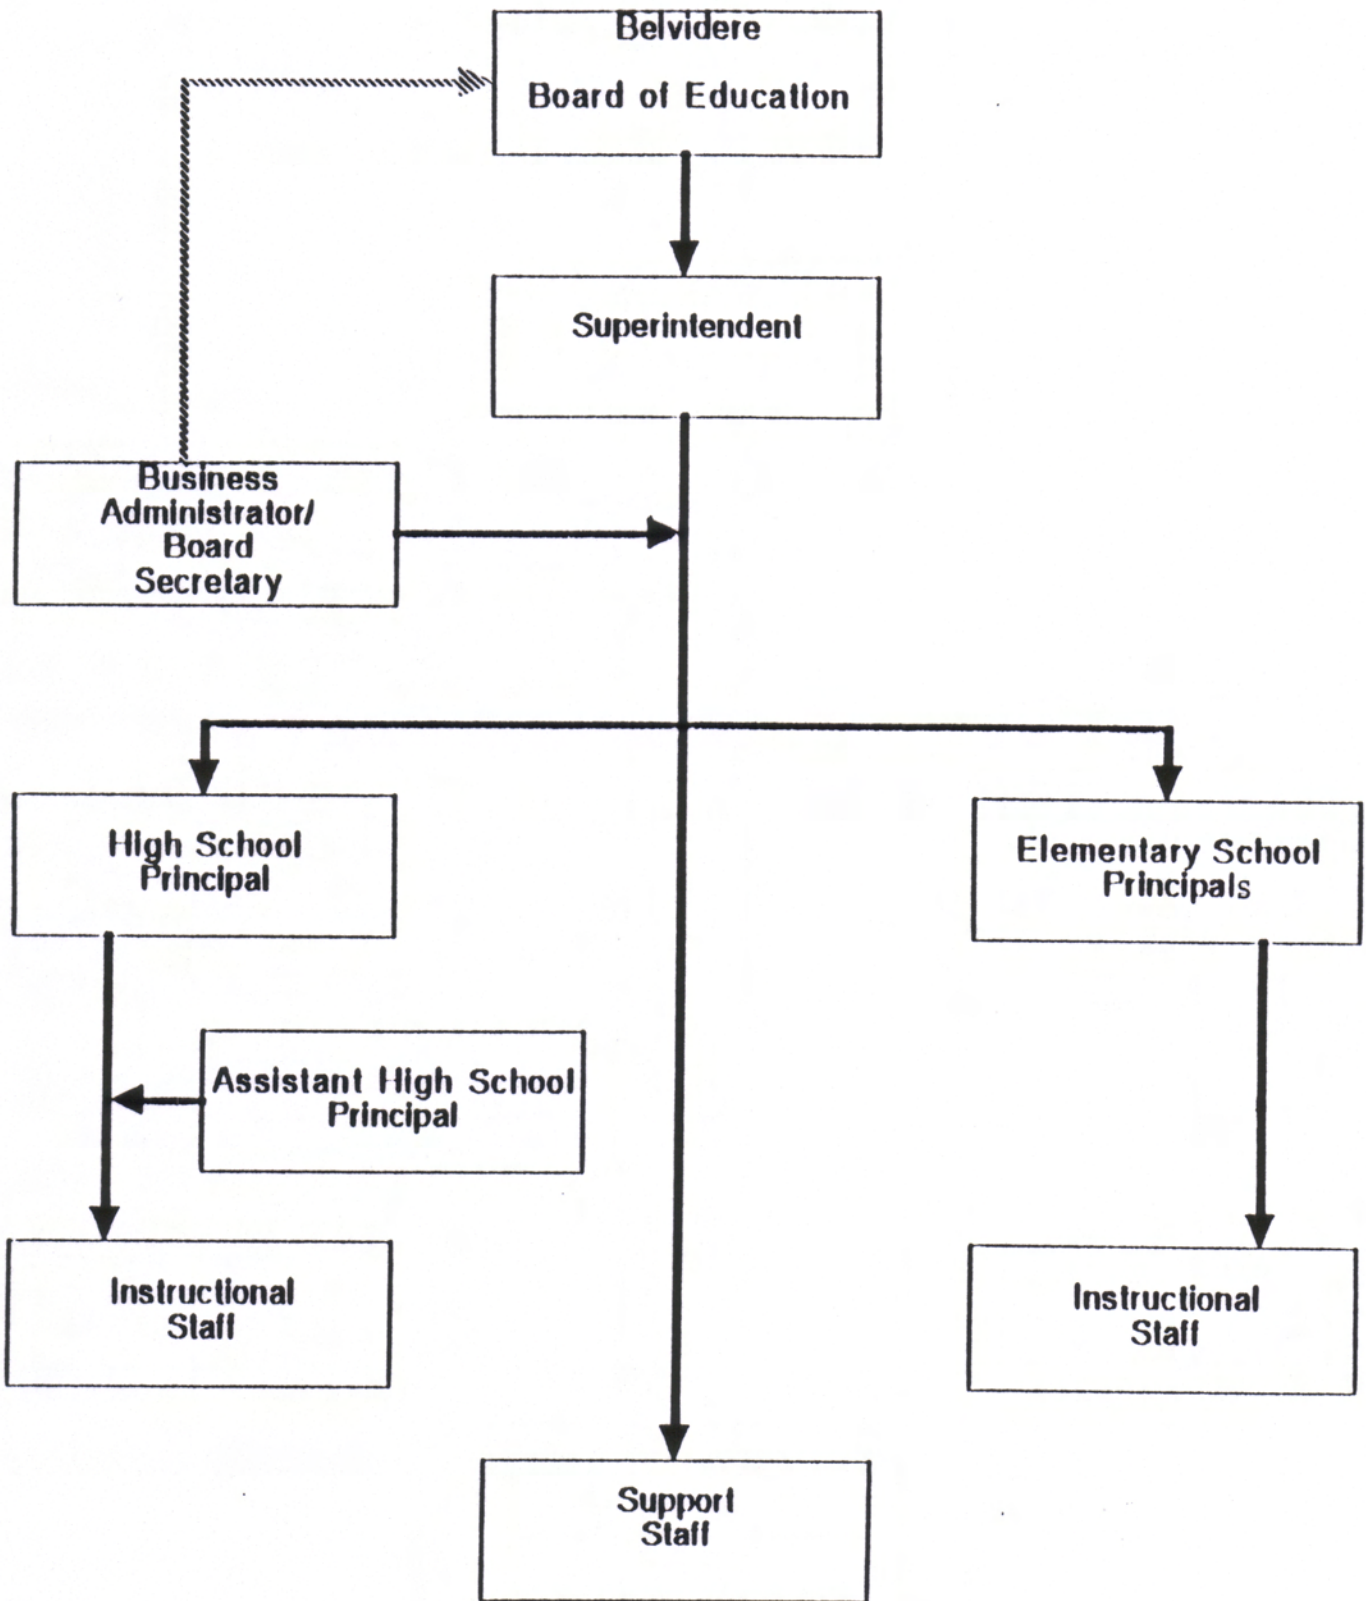 Belvidere
Board of Education
Superintendent
Business
Administrator/
Board
Secretary
High School
Principal
Elementary School
Principals
Assistant High School
Principal
Instructional
Staff
Instructional
Staff
Support
Staff